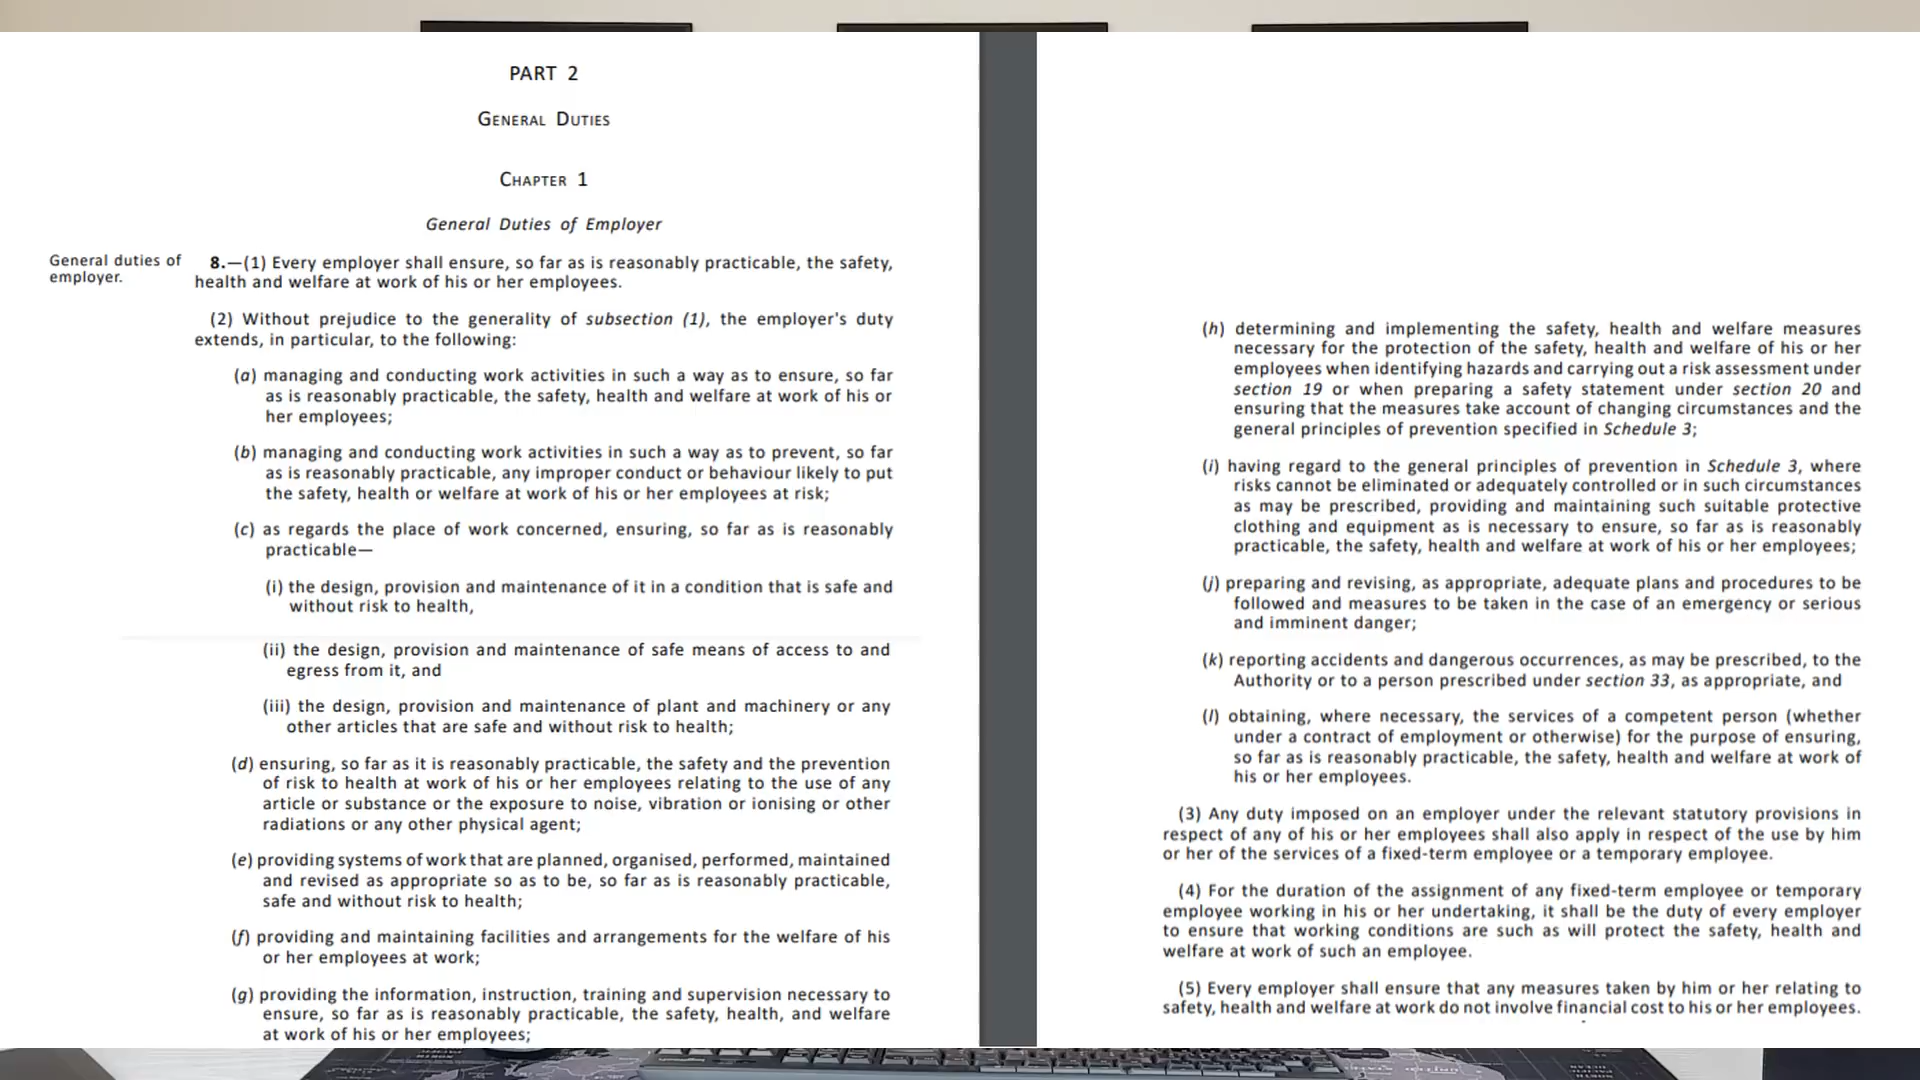 PART 2
GENERAL DUTIES
CHAPTER 1
General Duties of Employer
General duties of
employer.
8.—(1) Every employer shall ensure, so far as is reasonably practicable, the safety,
health and welfare at work of his or her employees.
(2) Without prejudice to the generality of subsection (1), the employer's duty
extends, in particular, to the following:
(a) managing and conducting work activities in such a way as to ensure, so far
as is reasonably practicable, the safety, health and welfare at work of his or
her employees;
(b) managing and conducting work activities in such a way as to prevent, so far
as is reasonably practicable, any improper conduct or behaviour likely to put
the safety, health or welfare at work of his or her employees at risk;
(c) as regards the place of work concerned, ensuring, so far as is reasonably
practicable—
(i) the design, provision and maintenance of it in a condition that is safe and
without risk to health,
(ii) the design, provision and maintenance of safe means of access to and
egress from it, and
(iii) the design, provision and maintenance of plant and machinery or any
other articles that are safe and without risk to health;
(d) ensuring, so far as it is reasonably practicable, the safety and the prevention
of risk to health at work of his or her employees relating to the use of any
article or substance or the exposure to noise, vibration or ionising or other
radiations or any other physical agent;
(e) providing systems of work that are planned, organised, performed, maintained
and revised as appropriate so as to be, so far as is reasonably practicable,
safe and without risk to health;
(f) providing and maintaining facilities and arrangements for the welfare of his
or her employees at work;
(g) providing the information, instruction, training and supervision necessary to
ensure, so far as is reasonably practicable, the safety, health, and welfare
at work of his or her employees;
(h) determining and implementing the safety, health and welfare measures
necessary for the protection of the safety, health and welfare of his or her
employees when identifying hazards and carrying out a risk assessment under
section 19 or when preparing a safety statement under section 20 and
ensuring that the measures take account of changing circumstances and the
general principles of prevention specified in Schedule 3;
(i) having regard to the general principles of prevention in Schedule 3, where
risks cannot be eliminated or adequately controlled or in such circumstances
as may be prescribed, providing and maintaining such suitable protective
clothing and equipment as is necessary to ensure, so far as is reasonably
practicable, the safety, health and welfare at work of his or her employees;
(j) preparing and revising, as appropriate, adequate plans and procedures to be
followed and measures to be taken in the case of an emergency or serious
and imminent danger;
(k) reporting accidents and dangerous occurrences, as may be prescribed, to the
Authority or to a person prescribed under section 33, as appropriate, and
(l) obtaining, where necessary, the services of a competent person (whether
under a contract of employment or otherwise) for the purpose of ensuring,
so far as is reasonably practicable, the safety, health and welfare at work of
his or her employees.
(3) Any duty imposed on an employer under the relevant statutory provisions in
respect of any of his or her employees shall also apply in respect of the use by him
or her of the services of a fixed-term employee or a temporary employee.
(4) For the duration of the assignment of any fixed-term employee or temporary
employee working in his or her undertaking, it shall be the duty of every employer
to ensure that working conditions are such as will protect the safety, health and
welfare at work of such an employee.
(5) Every employer shall ensure that any measures taken by him or her relating to
safety, health and welfare at work do not involve financial cost to his or her employees.